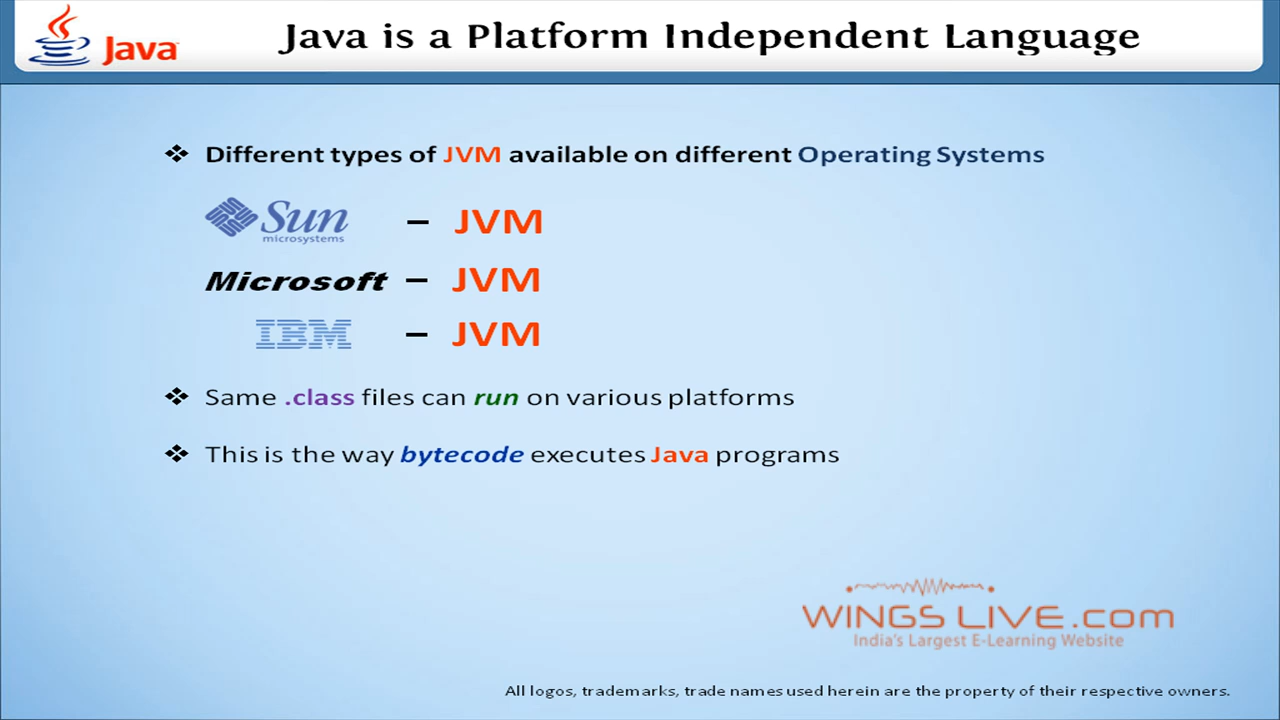 Java
Java is a Platform Independent Language
Different types of JVM available on different Operating Systems
Sun microsystems – JVM
Microsoft – JVM
IBM – JVM
Same .class files can run on various platforms
This is the way bytecode executes Java programs
WINGS LIVE.com
India's Largest E-Learning Website
All logos, trademarks, trade names used herein are the property of their respective owners.